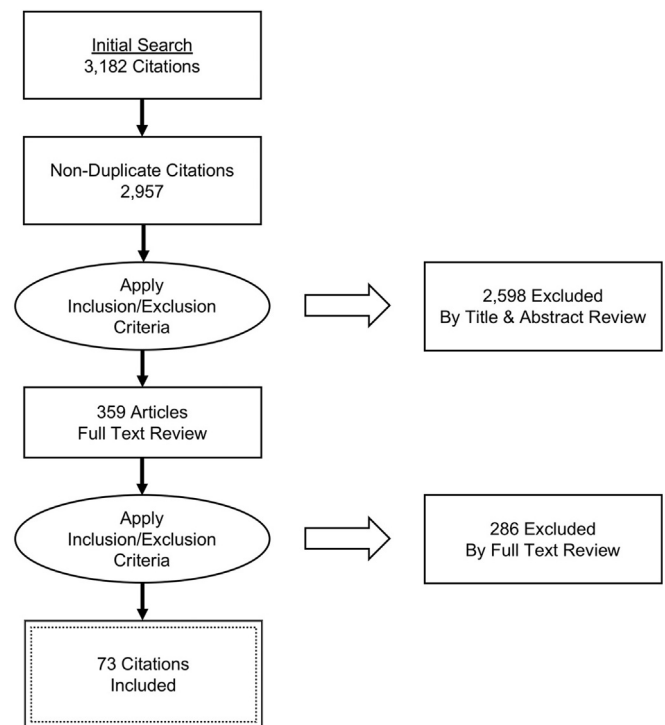 Initial Search
3,182 Citations
Non-Duplicate Citations
2,957
Apply
Inclusion/Exclusion
Criteria
2,598 Excluded
By Title & Abstract Review
359 Articles
Full Text Review
Apply
Inclusion/Exclusion
Criteria
286 Excluded
By Full Text Review
73 Citations
Included